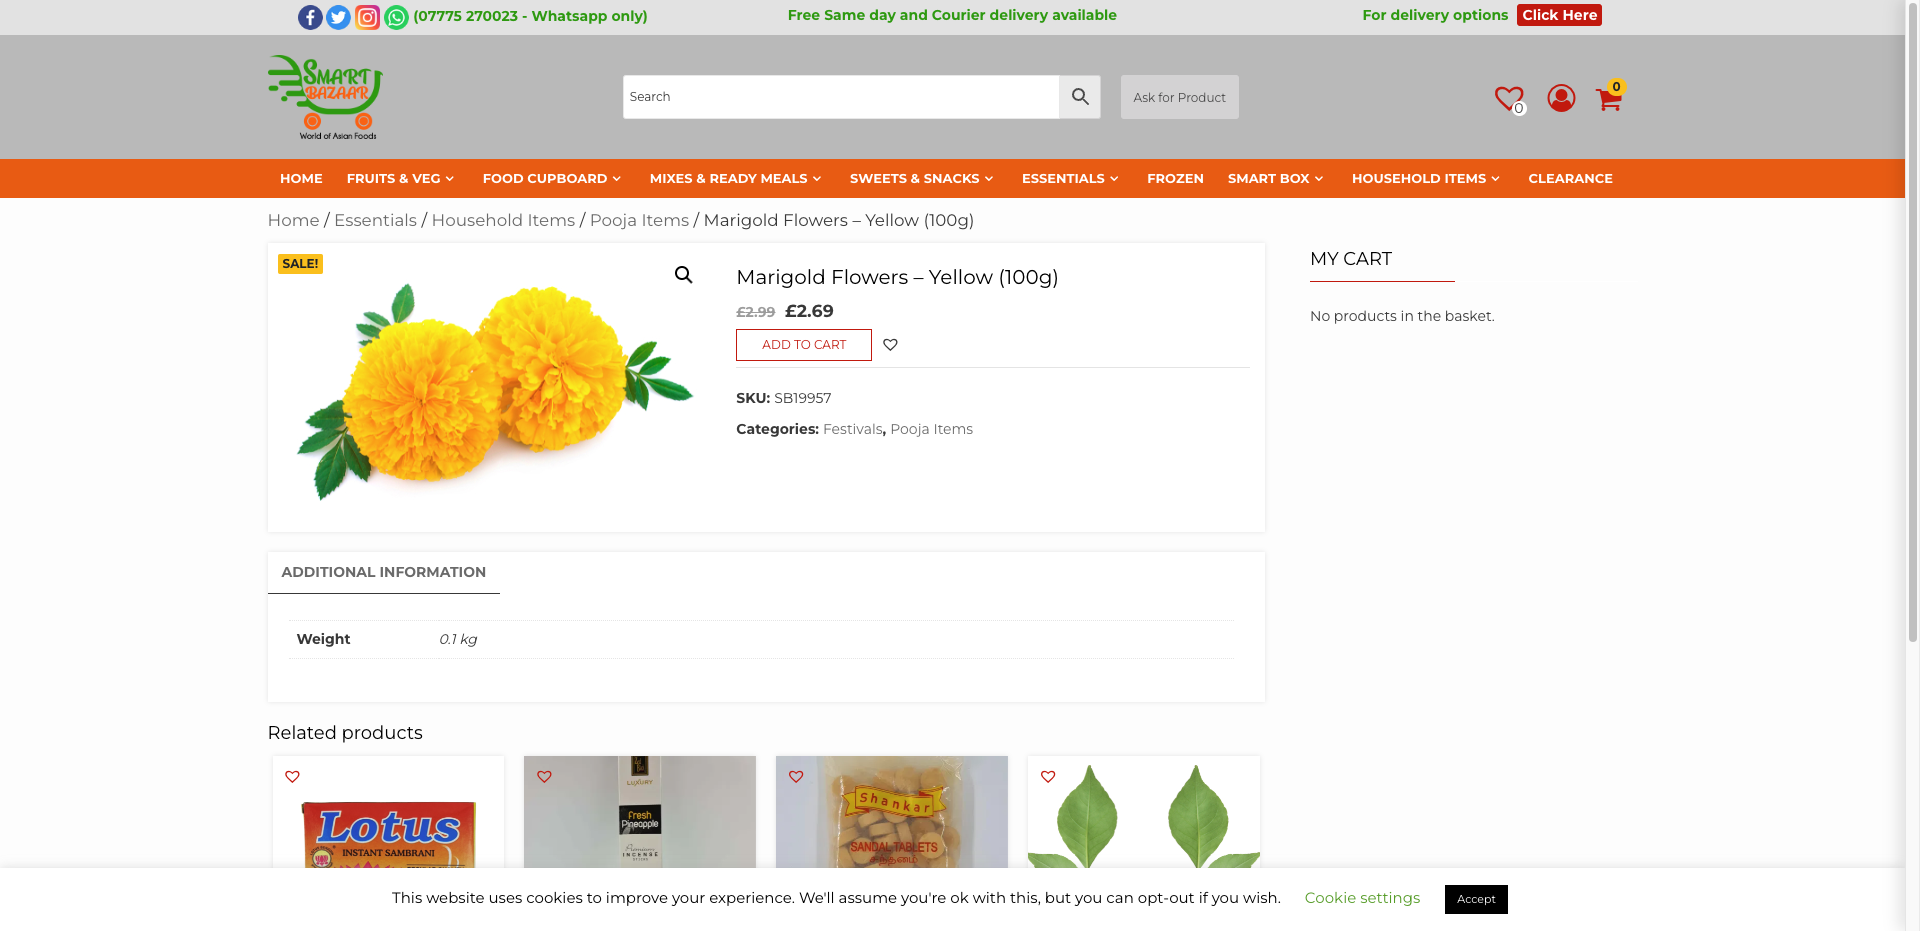 (07775 270023 - Whatsapp only)
Free Same day and Courier delivery available
For delivery options Click Here
SMART
BAZAAR
World of Asian Foods
Search
Ask for Product
0
0
HOME FRUITS & VEG FOOD CUPBOARD MIXES & READY MEALS SWEETS & SNACKS ESSENTIALS FROZEN SMART BOX HOUSEHOLD ITEMS CLEARANCE
Home / Essentials / Household Items / Pooja Items / Marigold Flowers – Yellow (100g)
SALE!
Marigold Flowers – Yellow (100g)
£2.99 £2.69
ADD TO CART
SKU: SB19957
Categories: Festivals, Pooja Items
MY CART
No products in the basket.
ADDITIONAL INFORMATION
Weight 0.1 kg
Related products
Lotus
INSTANT SAMBRANI
LUXURY
fresh
Pineapple
Premium
INCENSE
STICKS
Shankar
SANDAL TABLETS
This website uses cookies to improve your experience. We'll assume you're ok with this, but you can opt-out if you wish. Cookie settings Accept